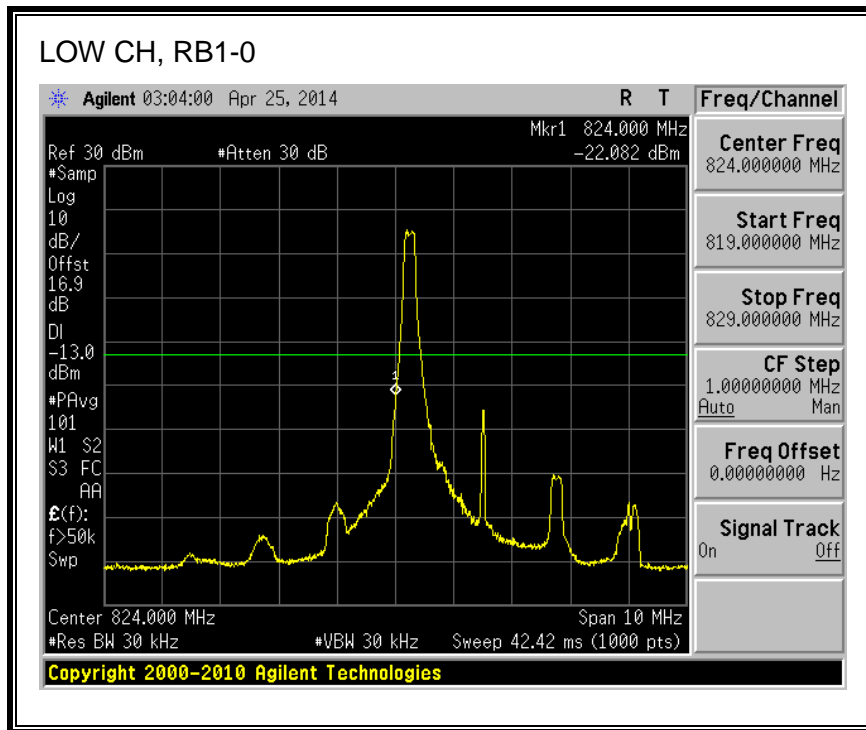 LOW CH, RB1-0
Agilent 03:04:00 Apr 25, 2014 R T
Freq/Channel
Mkr1 824.000 MHz
Ref 30 dBm #Atten 30 dB -22.082 dBm
#Samp
Log
10
dB/
Offst
16.9
dB
DI
-13.0
dBm
#PAvg
101
W1 S2
S3 FC
AA
£(f):
f>50k
Swp
1
Center 824.000 MHz Span 10 MHz
#Res BW 30 kHz #VBW 30 kHz Sweep 42.42 ms (1000 pts)
Center Freq
824.000000 MHz
Start Freq
819.000000 MHz
Stop Freq
829.000000 MHz
CF Step
1.00000000 MHz
Auto Man
Freq Offset
0.00000000 Hz
Signal Track
On Off
Copyright 2000-2010 Agilent Technologies